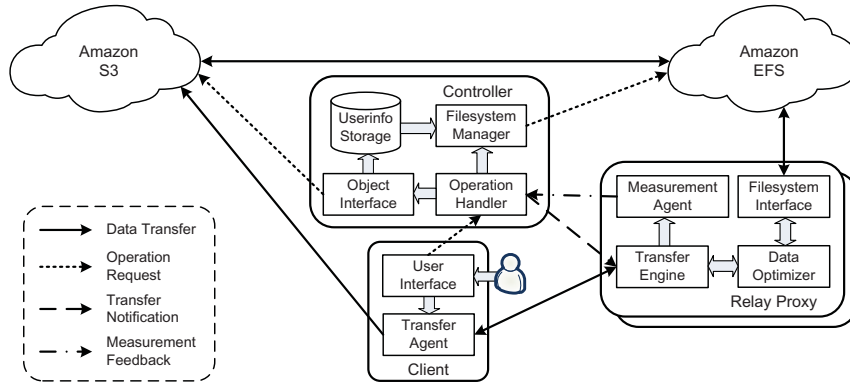 Amazon
S3
Amazon
EFS
Controller
Userinfo
Storage
Filesystem
Manager
Object
Interface
Operation
Handler
Measurement
Agent
Filesystem
Interface
Transfer
Engine
Data
Optimizer
Relay Proxy
User
Interface
Transfer
Agent
Client
Data Transfer
Operation
Request
Transfer
Notification
Measurement
Feedback